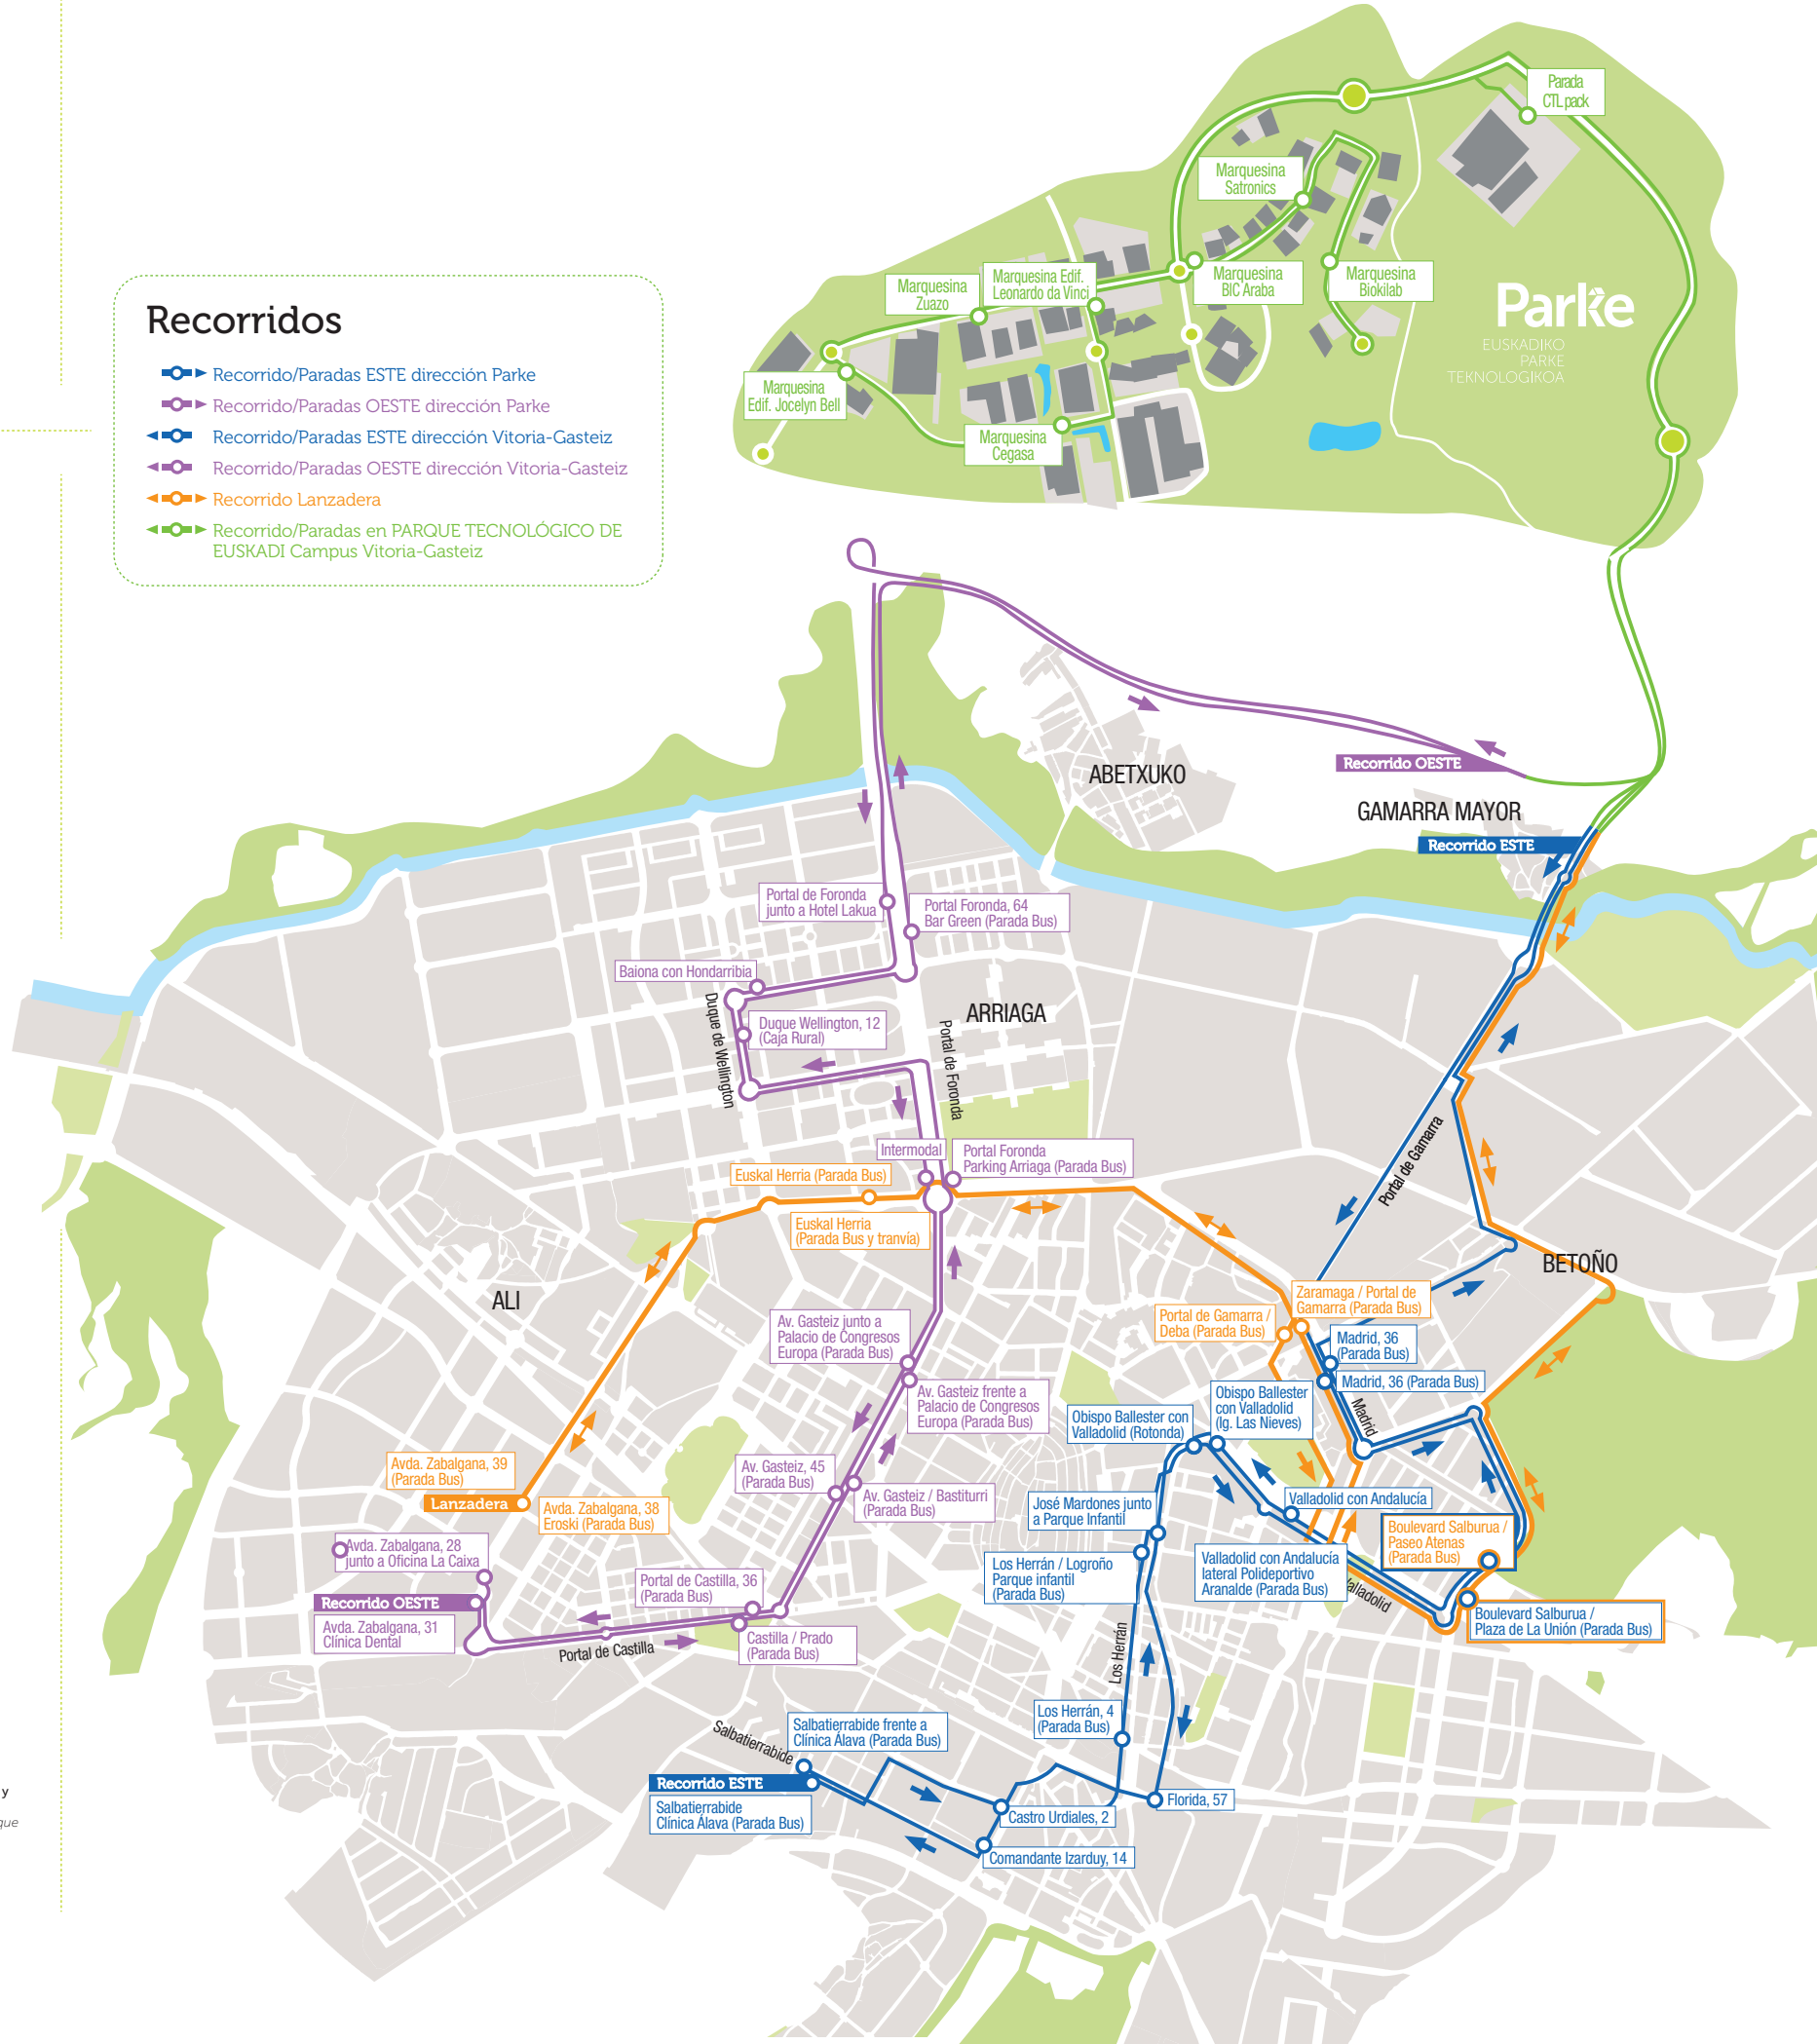 Parada
CTL pack
Marquesina
Satronics
Marquesina
BIC Araba
Marquesina
Biokilab
Marquesina Edif.
Leonardo da Vinci
Marquesina
Zuazo
Marquesina
Edif. Jocelyn Bell
Marquesina
Cegasa
Parke
EUSKADIKO
PARKE
TEKNOLOGIKOA
Recorridos
Recorrido/Paradas ESTE dirección Parke
Recorrido/Paradas OESTE dirección Parke
Recorrido/Paradas ESTE dirección Vitoria-Gasteiz
Recorrido/Paradas OESTE dirección Vitoria-Gasteiz
Recorrido Lanzadera
Recorrido/Paradas en PARQUE TECNOLÓGICO DE
EUSKADI Campus Vitoria-Gasteiz
ABETXUKO
Recorrido OESTE
GAMARRA MAYOR
Recorrido ESTE
Portal de Foronda
junto a Hotel Lakua
Portal Foronda, 64
Bar Green (Parada Bus)
Baiona con Hondarribia
Duque de Wellington
Duque Wellington, 12
(Caja Rural)
ARRIAGA
Portal de Foronda
Intermodal
Portal Foronda
Parking Arriaga (Parada Bus)
Euskal Herria (Parada Bus)
Euskal Herria
(Parada Bus y tranvía)
Portal de Gamarra
BETOÑO
ALI
Zaramaga / Portal de
Gamarra (Parada Bus)
Portal de Gamarra /
Deba (Parada Bus)
Madrid, 36
(Parada Bus)
Madrid, 36 (Parada Bus)
Madrid
Av. Gasteiz junto a
Palacio de Congresos
Europa (Parada Bus)
Av. Gasteiz frente a
Palacio de Congresos
Europa (Parada Bus)
Obispo Ballester
con Valladolid
(Ig. Las Nieves)
Obispo Ballester con
Valladolid (Rotonda)
Avda. Zabalgana, 39
(Parada Bus)
Lanzadera
Avda. Zabalgana, 38
Eroski (Parada Bus)
Av. Gasteiz, 45
(Parada Bus)
Av. Gasteiz / Bastiturri
(Parada Bus)
José Mardones junto
a Parque Infantil
Valladolid con Andalucía
Boulevard Salburua /
Paseo Atenas
(Parada Bus)
Avda. Zabalgana, 28
junto a Oficina La Caixa
Los Herrán / Logroño
Parque infantil
(Parada Bus)
Valladolid con Andalucía
lateral Polideportivo
Aranalde (Parada Bus)
Valladolid
Recorrido OESTE
Avda. Zabalgana, 31
Clínica Dental
Portal de Castilla, 36
(Parada Bus)
Castilla / Prado
(Parada Bus)
Portal de Castilla
Boulevard Salburua /
Plaza de La Unión (Parada Bus)
Los Herrán
Los Herrán, 4
(Parada Bus)
Salbatierrabide
Salbatierrabide frente a
Clínica Álava (Parada Bus)
Recorrido ESTE
Salbatierrabide
Clínica Álava (Parada Bus)
Florida, 57
Castro Urdiales, 2
Comandante Izarduy, 14
y
que